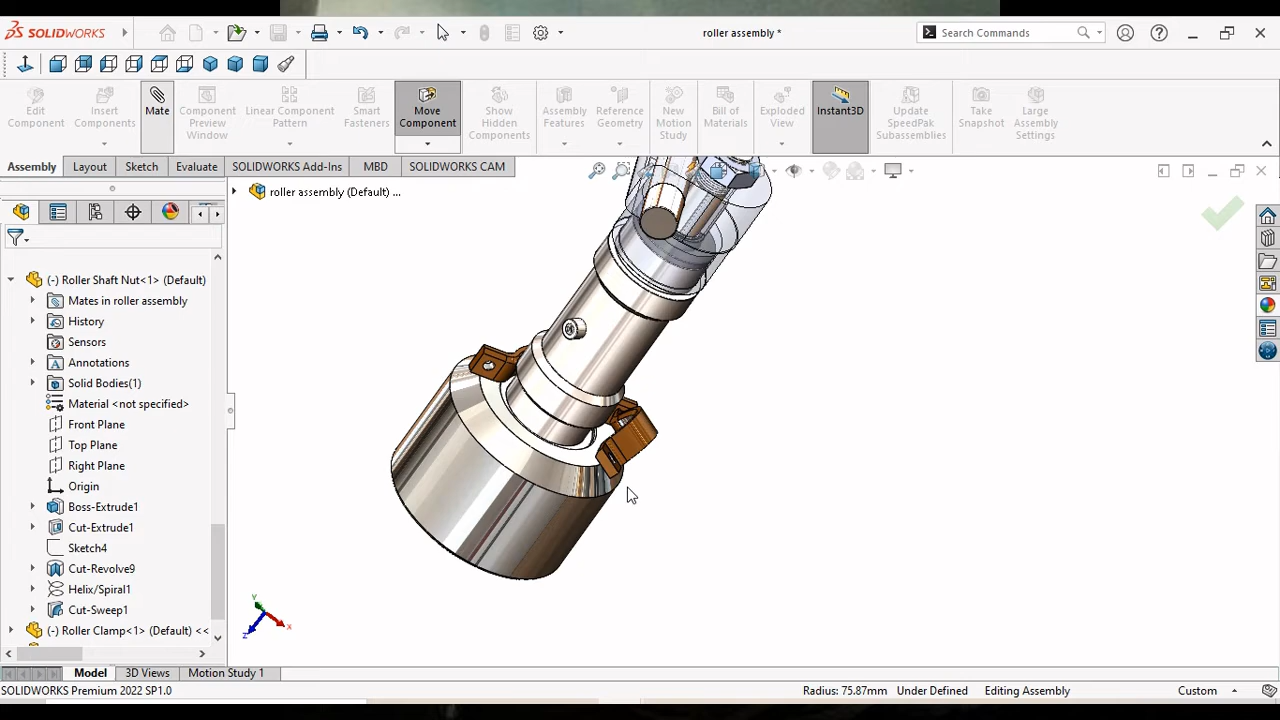 SOLIDWORKS
roller assembly *
Search Commands
Edit Component
Insert Components
Mate
Component Preview Window
Linear Component Pattern
Smart Fasteners
Move Component
Show Hidden Components
Assembly Features
Reference Geometry
New Motion Study
Bill of Materials
Exploded View
Instant3D
Update SpeedPak Subassemblies
Take Snapshot
Large Assembly Settings
Assembly
Layout
Sketch
Evaluate
SOLIDWORKS Add-Ins
MBD
SOLIDWORKS CAM
roller assembly (Default) ...
(-) Roller Shaft Nut<1> (Default)
Mates in roller assembly
History
Sensors
Annotations
Solid Bodies(1)
Material <not specified>
Front Plane
Top Plane
Right Plane
Origin
Boss-Extrude1
Cut-Extrude1
Sketch4
Cut-Revolve9
Helix/Spiral1
Cut-Sweep1
(-) Roller Clamp<1> (Default) <<
Y
X
Z
Model
3D Views
Motion Study 1
SOLIDWORKS Premium 2022 SP1.0
Radius: 75.87mm
Under Defined
Editing Assembly
Custom